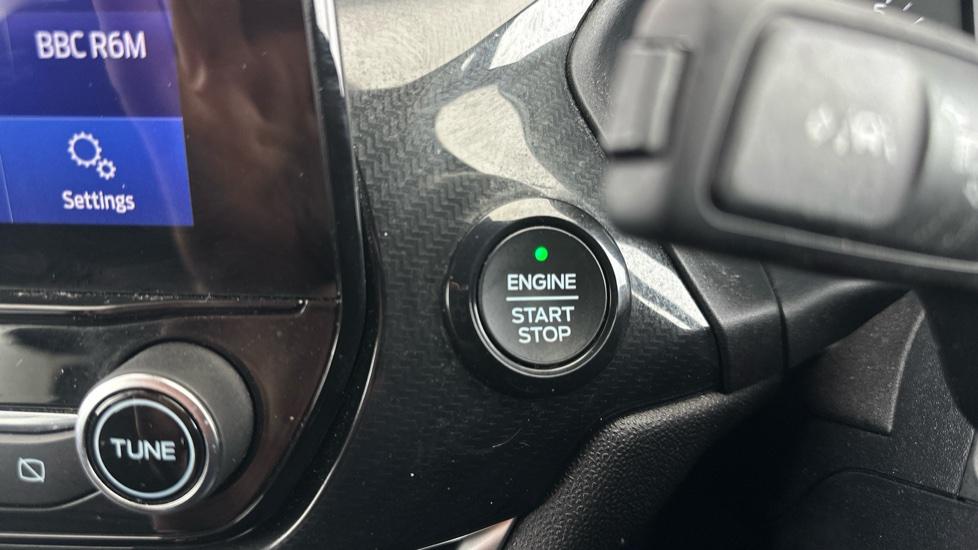 BBC R6M
Settings
ENGINE
START
STOP
TUNE